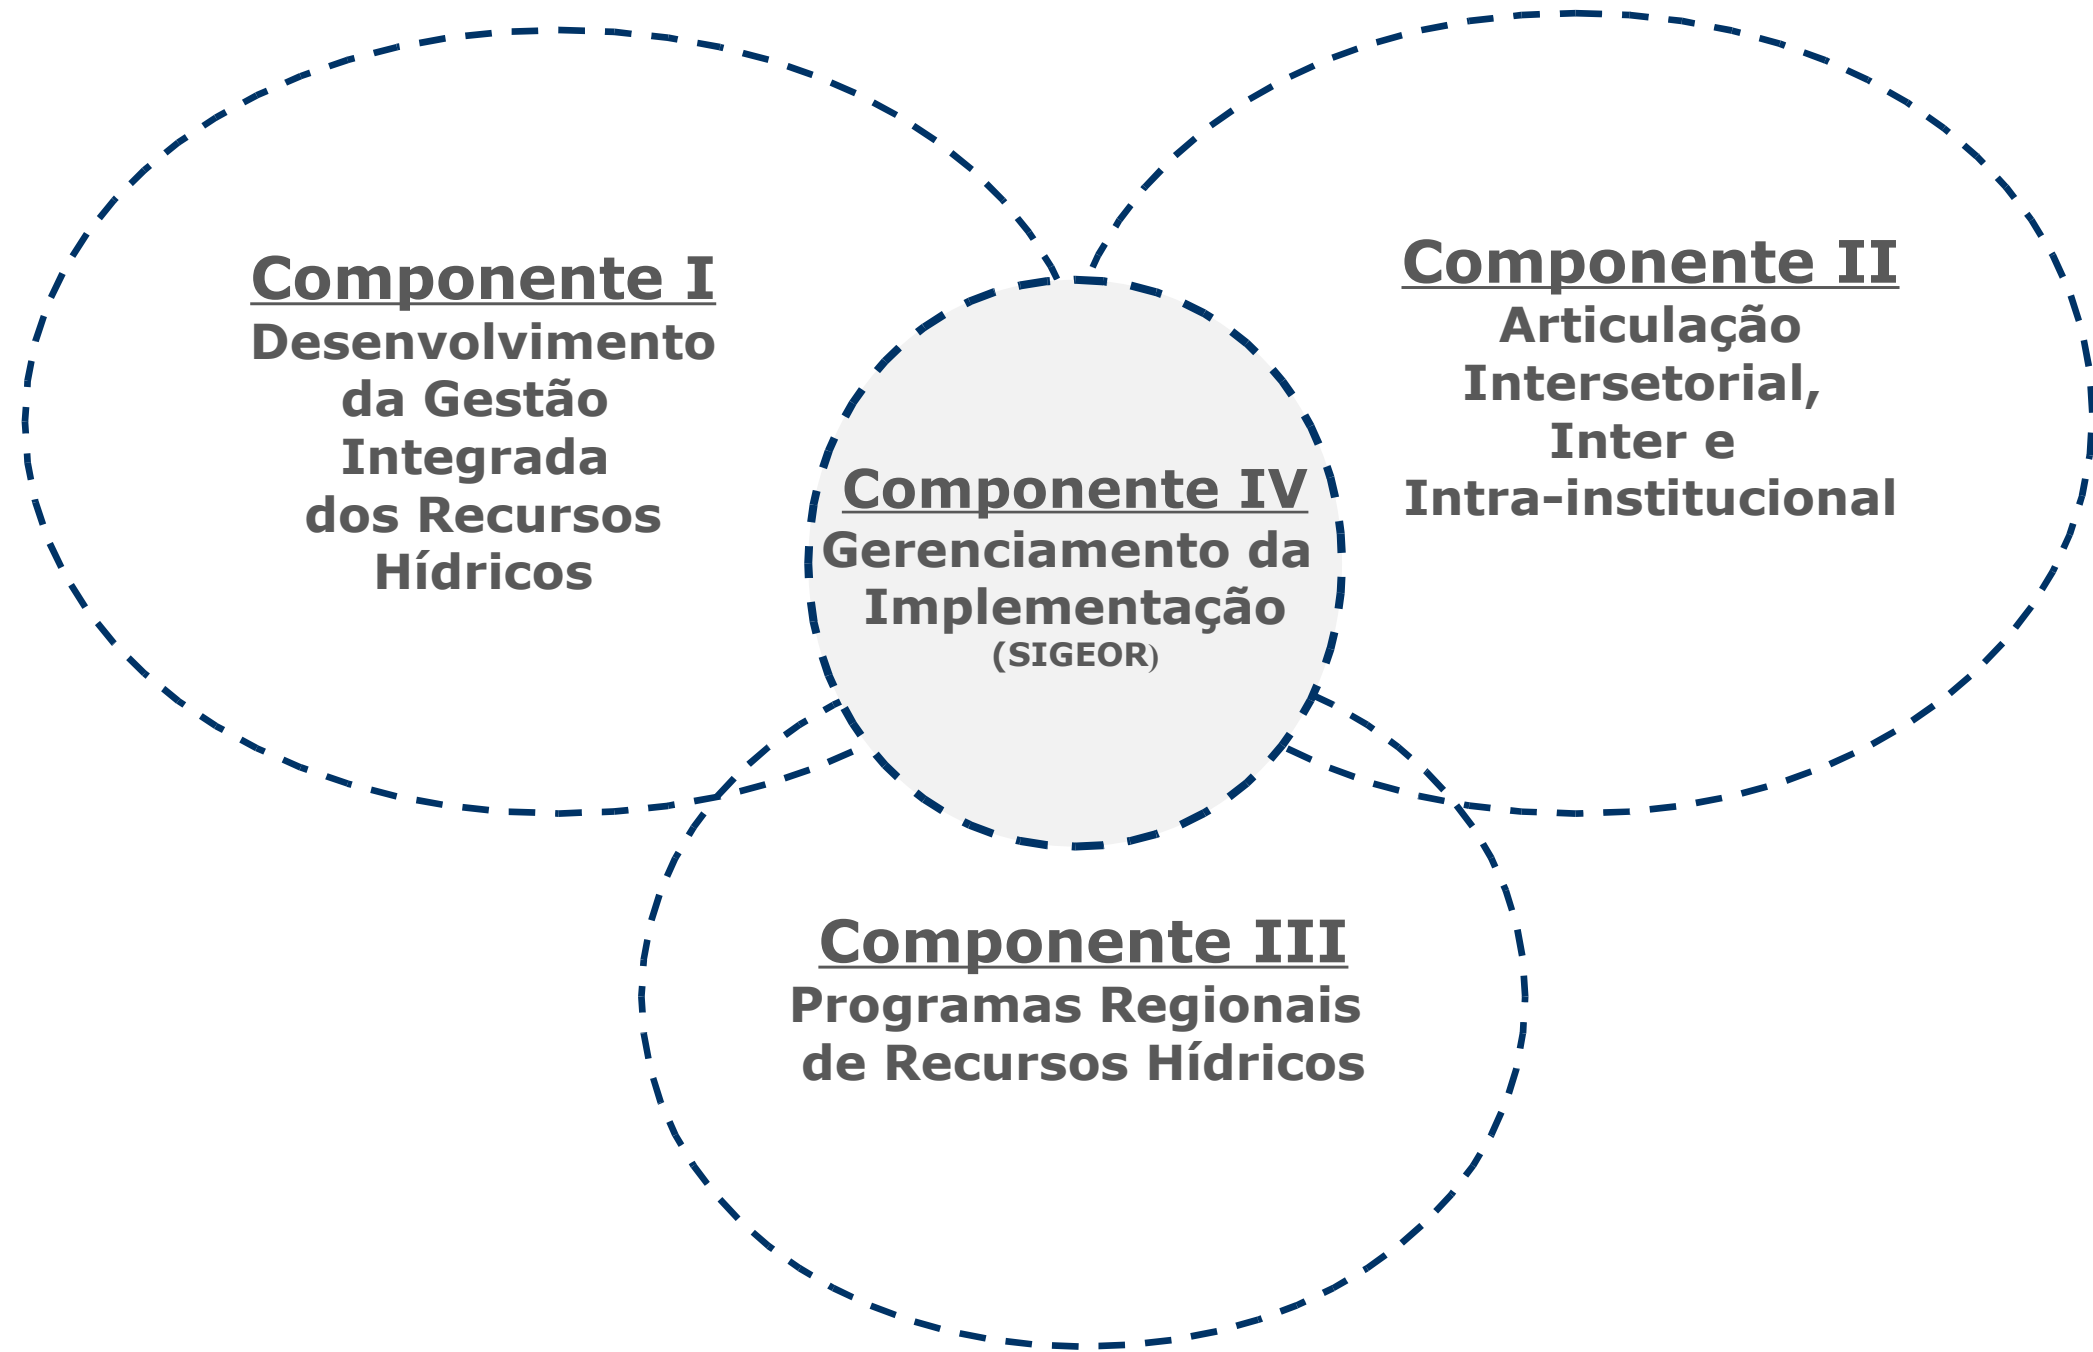 Componente I
Desenvolvimento
da Gestão
Integrada
dos Recursos
Hídricos
Componente II
Articulação
Intersetorial,
Inter e
Intra-institucional
Componente IV
Gerenciamento da
Implementação
(SIGEOR)
Componente III
Programas Regionais
de Recursos Hídricos